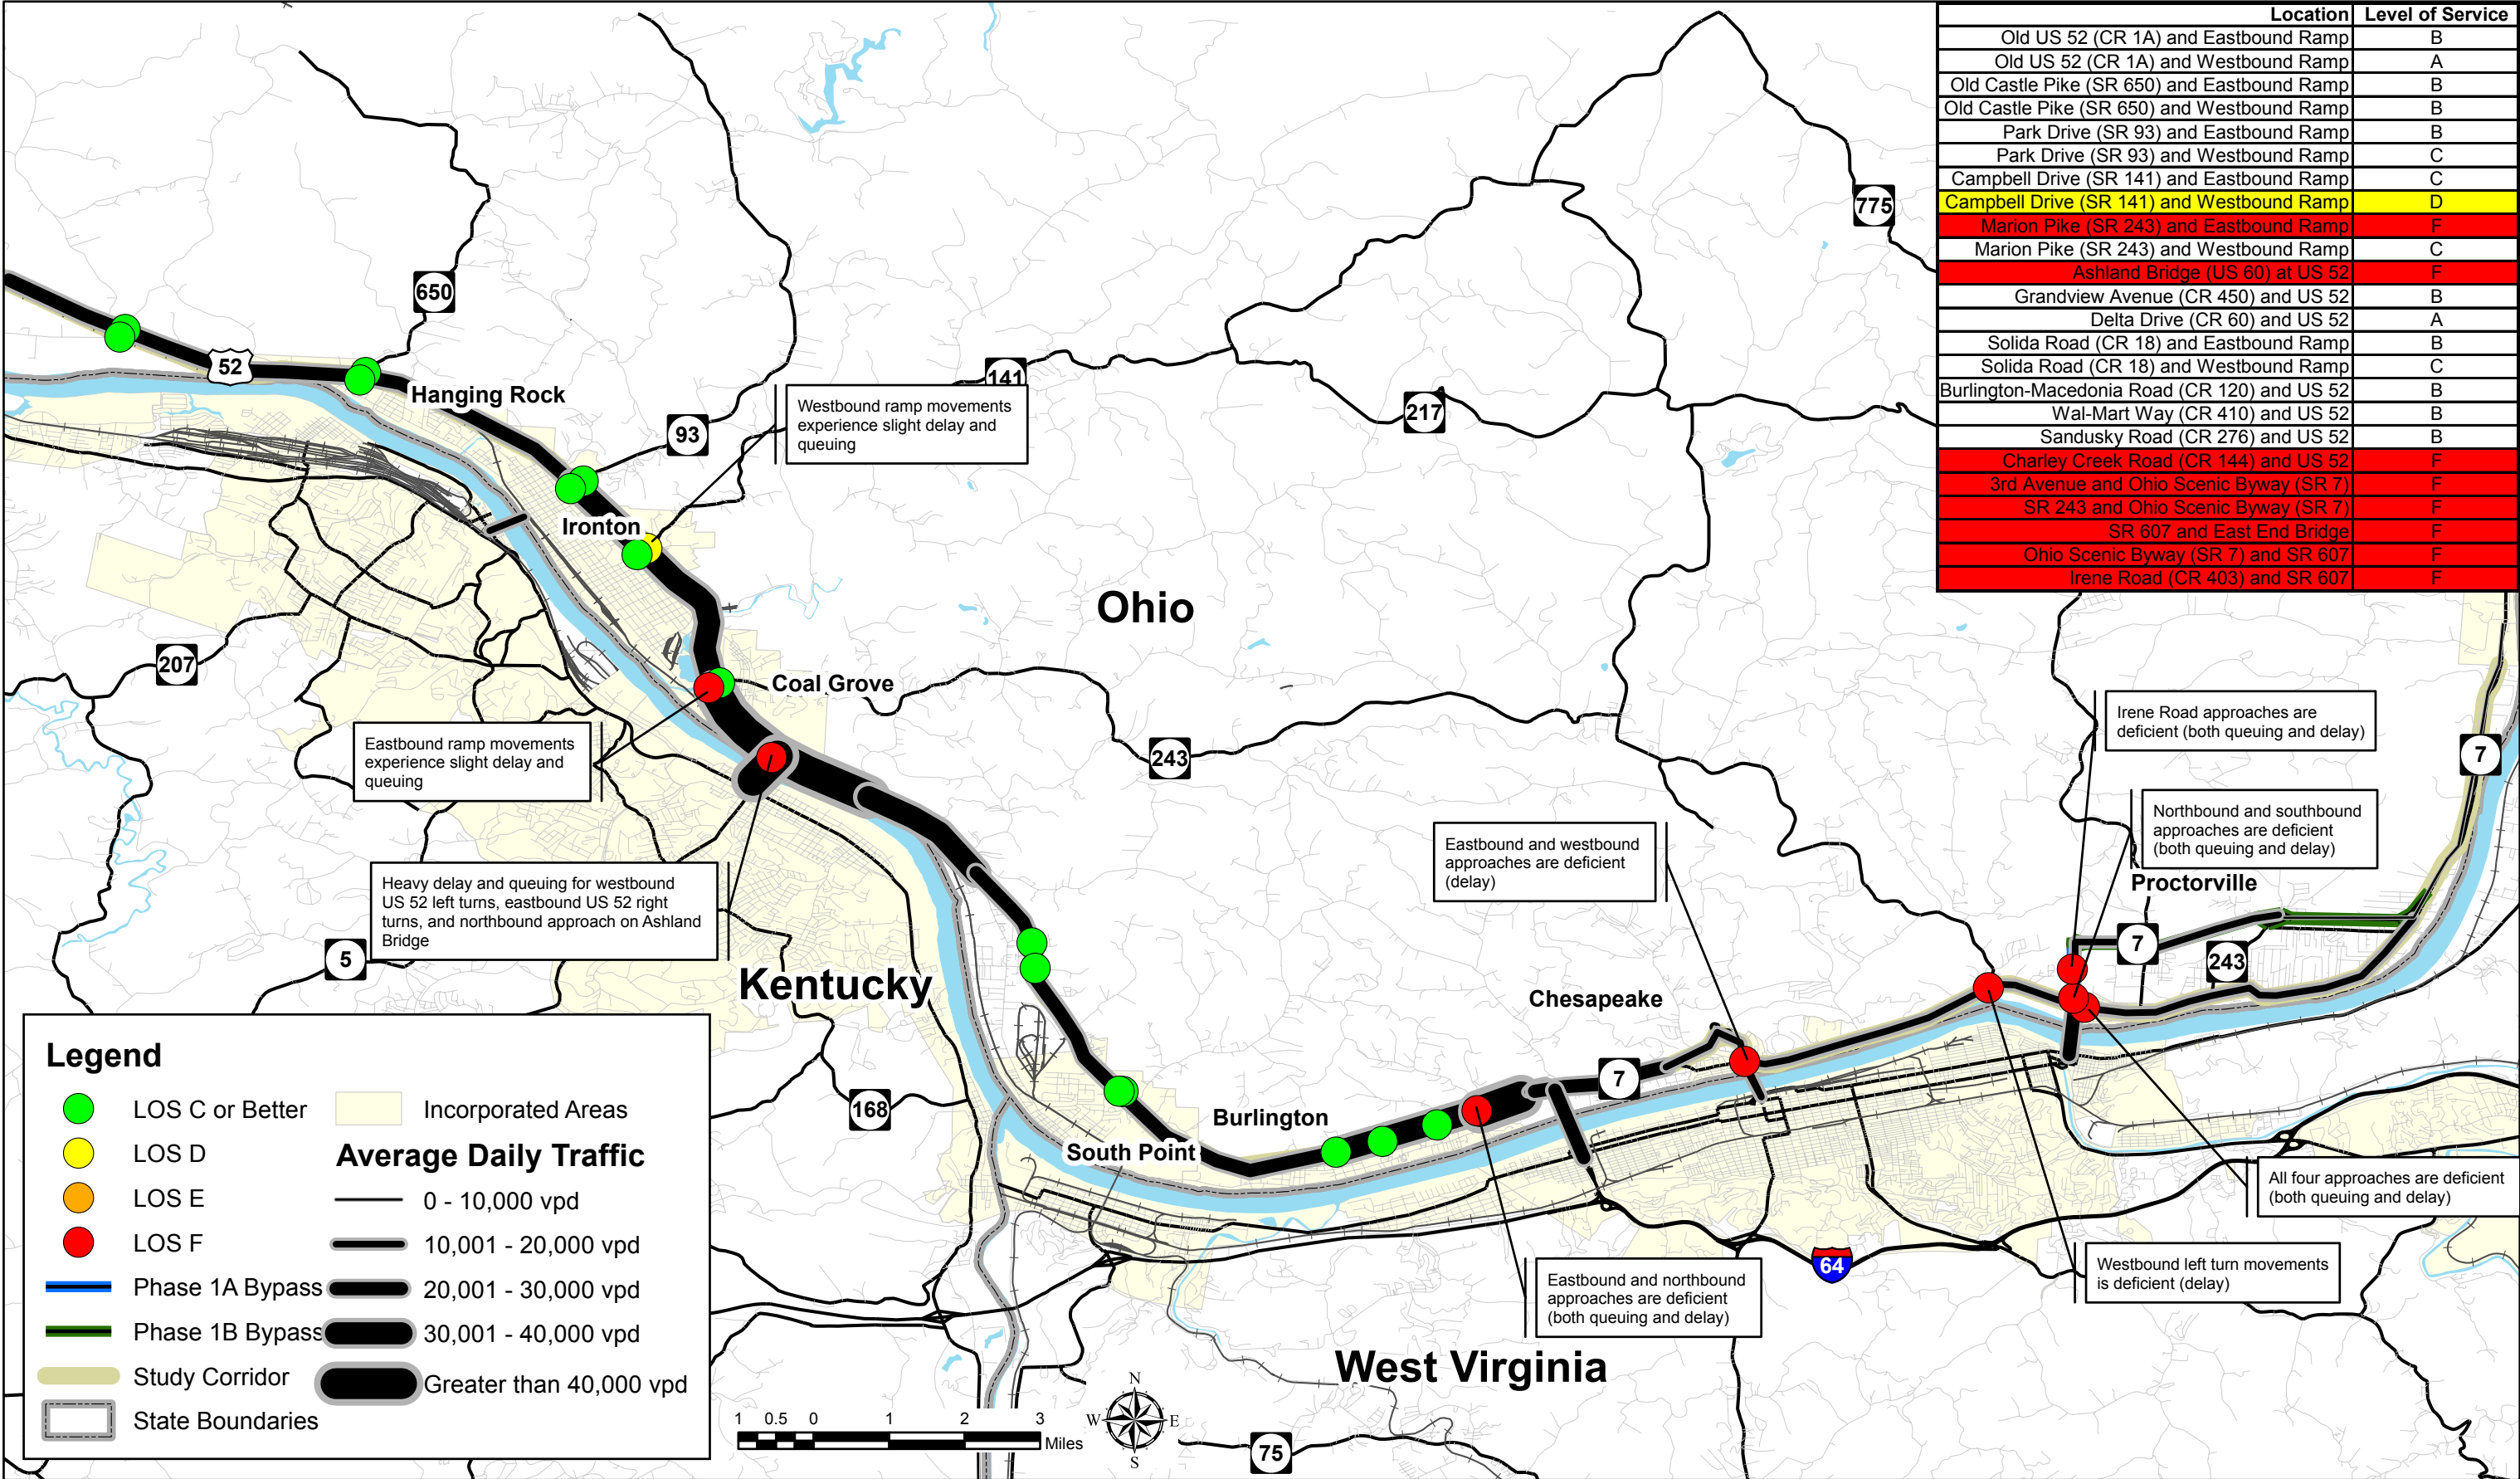 Location Level of Service
Old US 52 (CR 1A) and Eastbound Ramp B
Old US 52 (CR 1A) and Westbound Ramp A
Old Castle Pike (SR 650) and Eastbound Ramp B
Old Castle Pike (SR 650) and Westbound Ramp B
Park Drive (SR 93) and Eastbound Ramp B
Park Drive (SR 93) and Westbound Ramp C
Campbell Drive (SR 141) and Eastbound Ramp C
Campbell Drive (SR 141) and Westbound Ramp D
Marion Pike (SR 243) and Eastbound Ramp F
Marion Pike (SR 243) and Westbound Ramp C
Ashland Bridge (US 60) at US 52 F
Grandview Avenue (CR 450) and US 52 B
Delta Drive (CR 60) and US 52 A
Solida Road (CR 18) and Eastbound Ramp B
Solida Road (CR 18) and Westbound Ramp C
Burlington-Macedonia Road (CR 120) and US 52 B
Wal-Mart Way (CR 410) and US 52 B
Sandusky Road (CR 276) and US 52 B
Charley Creek Road (CR 144) and US 52 F
3rd Avenue and Ohio Scenic Byway (SR 7) F
SR 243 and Ohio Scenic Byway (SR 7) F
SR 607 and East End Bridge F
Ohio Scenic Byway (SR 7) and SR 607 F
Irene Road (CR 403) and SR 607 F
775
650
52
Hanging Rock
141
217
93
Westbound ramp movements
experience slight delay and
queuing
Ironton
Ohio
207
Coal Grove
243
Eastbound ramp movements
experience slight delay and
queuing
Irene Road approaches are
deficient (both queuing and delay)
7
Northbound and southbound
approaches are deficient
(both queuing and delay)
Eastbound and westbound
approaches are deficient
(delay)
Proctorville
Heavy delay and queuing for westbound
US 52 left turns, eastbound US 52 right
turns, and northbound approach on Ashland
Bridge
5
7
243
Kentucky
Chesapeake
7
168
Burlington
South Point
All four approaches are deficient
(both queuing and delay)
64
Westbound left turn movements
is deficient (delay)
Eastbound and northbound
approaches are deficient
(both queuing and delay)
West Virginia
75
Legend
LOS C or Better
LOS D
LOS E
LOS F
Phase 1A Bypass
Phase 1B Bypass
Study Corridor
State Boundaries
Incorporated Areas
Average Daily Traffic
0 - 10,000 vpd
10,001 - 20,000 vpd
20,001 - 30,000 vpd
30,001 - 40,000 vpd
Greater than 40,000 vpd
1 0.5 0 1 2 3
Miles
N
W E
S